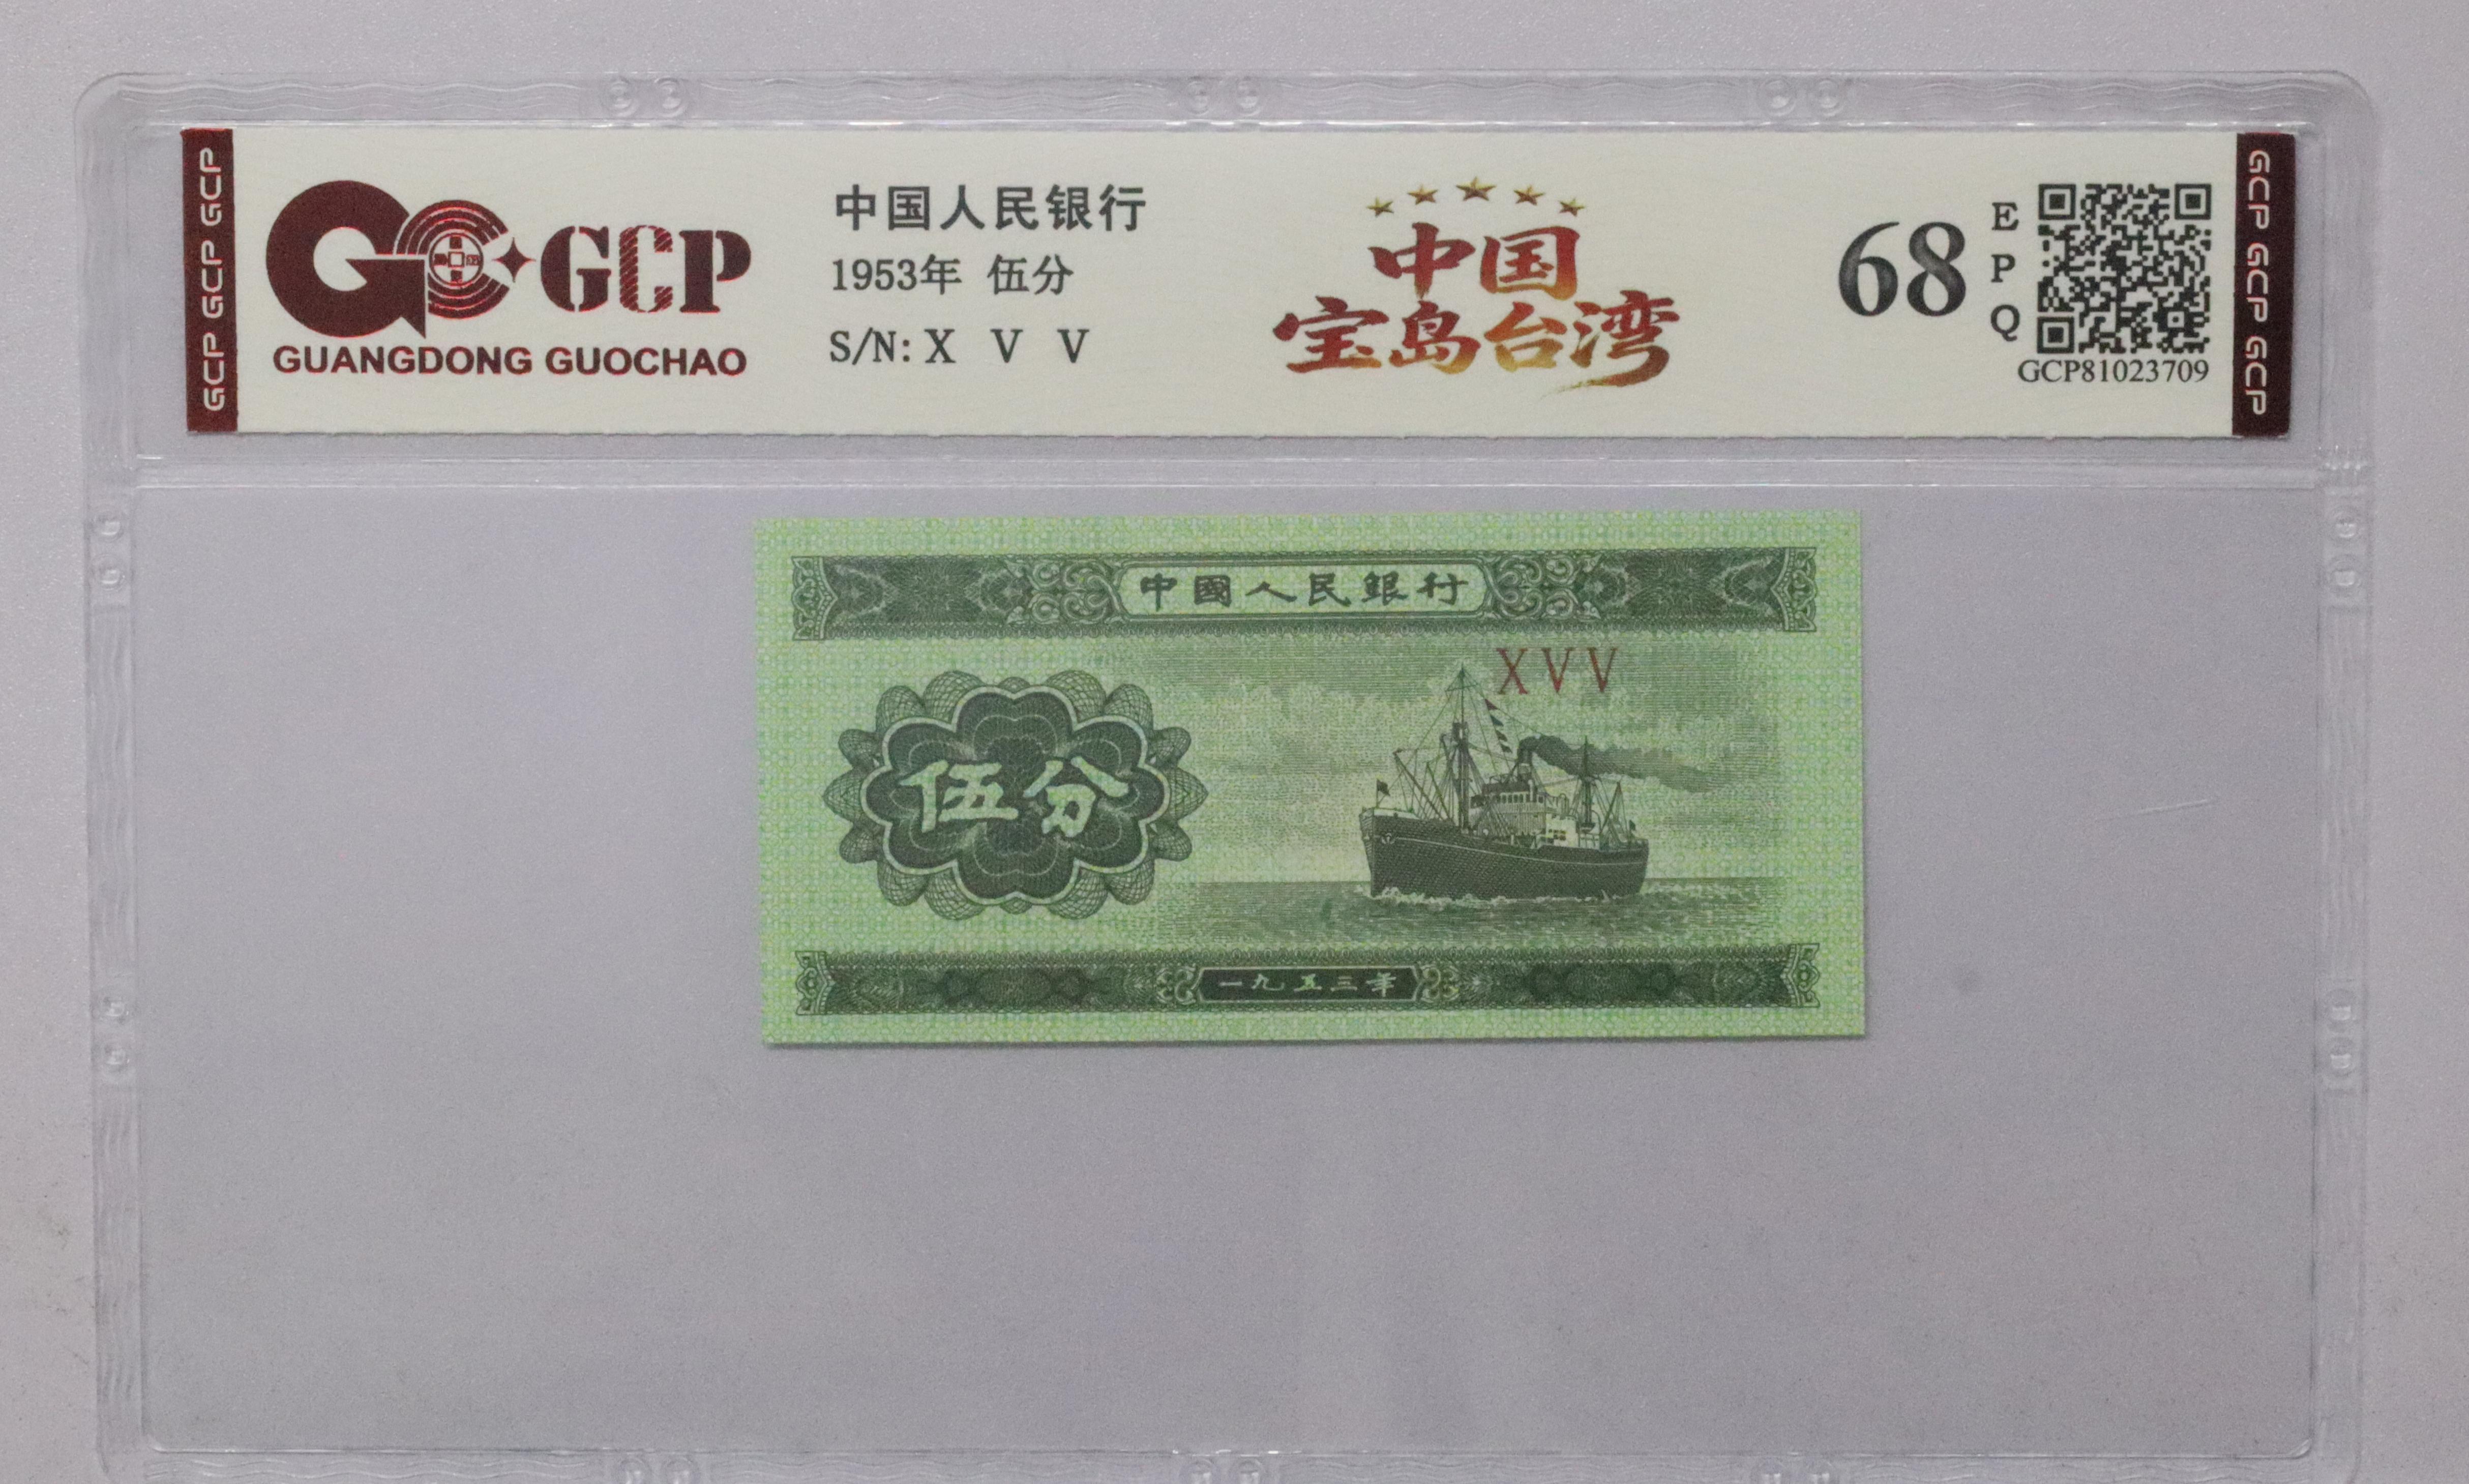 GCP GCP GCP
GCP
GUANGDONG GUOCHAO
中国人民银行
1953年 伍分
S/N: X V V
中国
宝岛台湾
68
E
P
Q
GCP81023709
GCP GCP GCP
中國人民銀行
XVV
伍分
一九五三年